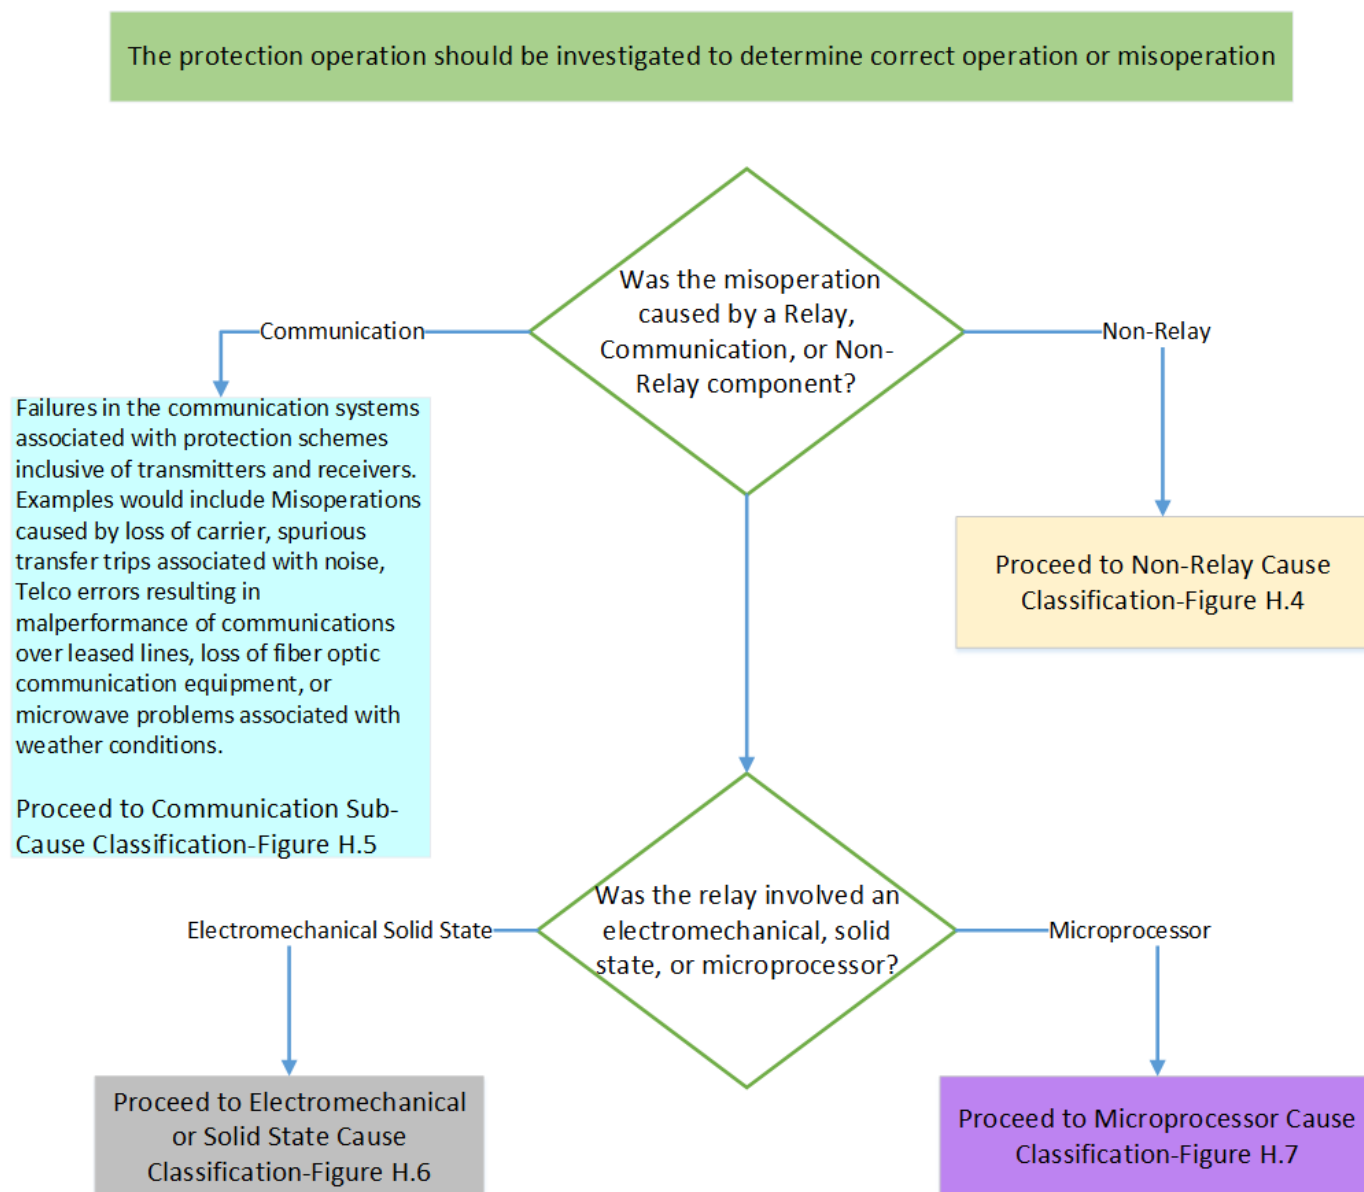 The protection operation should be investigated to determine correct operation or misoperation
Was the misoperation
caused by a Relay,
Communication, or Non-
Relay component?
Communication
Non-Relay
Failures in the communication systems
associated with protection schemes
inclusive of transmitters and receivers.
Examples would include Misoperations
caused by loss of carrier, spurious
transfer trips associated with noise,
Telco errors resulting in
malperformance of communications
over leased lines, loss of fiber optic
communication equipment, or
microwave problems associated with
weather conditions.
Proceed to Communication Sub-
Cause Classification-Figure H.5
Proceed to Non-Relay Cause
Classification-Figure H.4
Was the relay involved an
electromechanical, solid
state, or microprocessor?
Electromechanical Solid State
Microprocessor
Proceed to Electromechanical
or Solid State Cause
Classification-Figure H.6
Proceed to Microprocessor Cause
Classification-Figure H.7